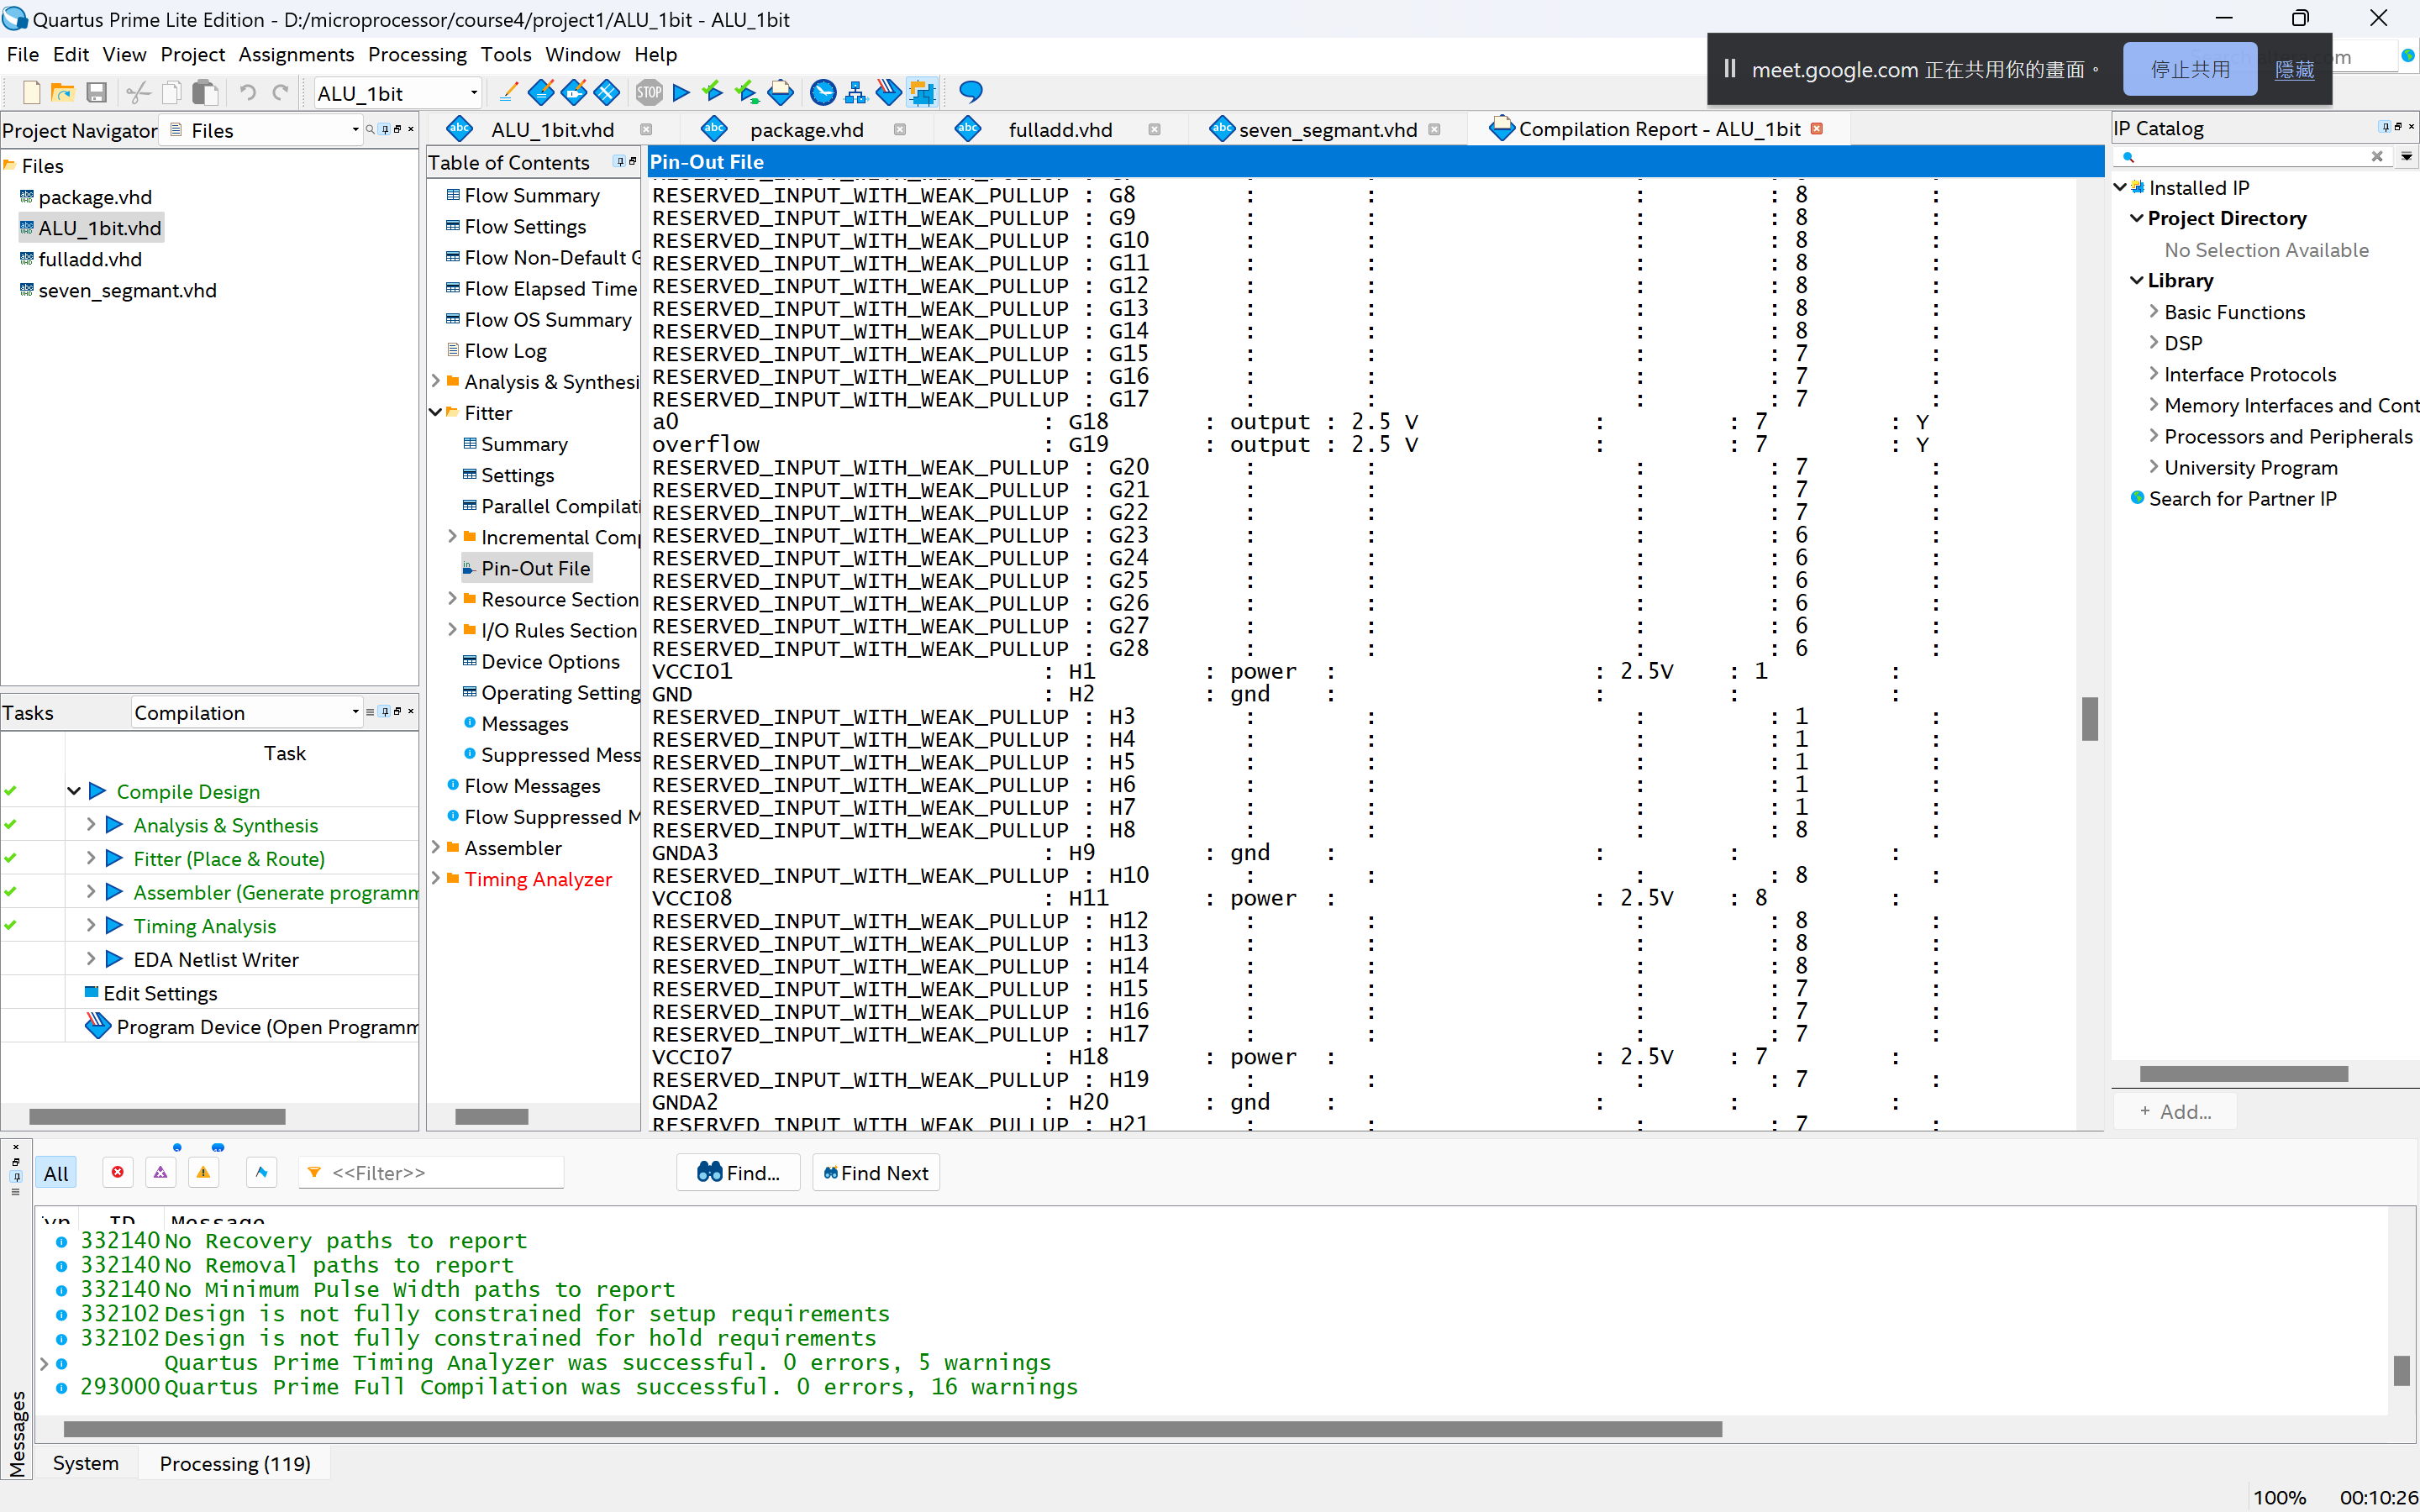 Quartus Prime Lite Edition - D:/microprocessor/course4/project1/ALU_1bit - ALU_1bit
File Edit View Project Assignments Processing Tools Window Help
meet.google.com 正在共用你的畫面。 停止共用 隱藏
ALU_1bit
Project Navigator Files
ALU_1bit.vhd package.vhd fulladd.vhd seven_segmant.vhd Compilation Report - ALU_1bit
IP Catalog
Files
package.vhd
ALU_1bit.vhd
fulladd.vhd
seven_segmant.vhd
Tasks Compilation
Task
Compile Design
Analysis & Synthesis
Fitter (Place & Route)
Assembler (Generate programm
Timing Analysis
EDA Netlist Writer
Edit Settings
Program Device (Open Programm
Table of Contents
Flow Summary
Flow Settings
Flow Non-Default G
Flow Elapsed Time
Flow OS Summary
Flow Log
Analysis & Synthesi
Fitter
Summary
Settings
Parallel Compilati
Incremental Comp
Pin-Out File
Resource Section
I/O Rules Section
Device Options
Operating Setting
Messages
Suppressed Mess
Flow Messages
Flow Suppressed M
Assembler
Timing Analyzer
Pin-Out File
RESERVED_INPUT_WITH_WEAK_PULLUP : G8 : : : : 8 :
RESERVED_INPUT_WITH_WEAK_PULLUP : G9 : : : : 8 :
RESERVED_INPUT_WITH_WEAK_PULLUP : G10 : : : : 8 :
RESERVED_INPUT_WITH_WEAK_PULLUP : G11 : : : : 8 :
RESERVED_INPUT_WITH_WEAK_PULLUP : G12 : : : : 8 :
RESERVED_INPUT_WITH_WEAK_PULLUP : G13 : : : : 8 :
RESERVED_INPUT_WITH_WEAK_PULLUP : G14 : : : : 8 :
RESERVED_INPUT_WITH_WEAK_PULLUP : G15 : : : : 7 :
RESERVED_INPUT_WITH_WEAK_PULLUP : G16 : : : : 7 :
RESERVED_INPUT_WITH_WEAK_PULLUP : G17 : : : : 7 :
a0 : G18 : output : 2.5 V : : 7 : Y
overflow : G19 : output : 2.5 V : : 7 : Y
RESERVED_INPUT_WITH_WEAK_PULLUP : G20 : : : : 7 :
RESERVED_INPUT_WITH_WEAK_PULLUP : G21 : : : : 7 :
RESERVED_INPUT_WITH_WEAK_PULLUP : G22 : : : : 7 :
RESERVED_INPUT_WITH_WEAK_PULLUP : G23 : : : : 6 :
RESERVED_INPUT_WITH_WEAK_PULLUP : G24 : : : : 6 :
RESERVED_INPUT_WITH_WEAK_PULLUP : G25 : : : : 6 :
RESERVED_INPUT_WITH_WEAK_PULLUP : G26 : : : : 6 :
RESERVED_INPUT_WITH_WEAK_PULLUP : G27 : : : : 6 :
RESERVED_INPUT_WITH_WEAK_PULLUP : G28 : : : : 6 :
VCCIO1 : H1 : power : : 2.5V : 1 :
GND : H2 : gnd : : : :
RESERVED_INPUT_WITH_WEAK_PULLUP : H3 : : : : 1 :
RESERVED_INPUT_WITH_WEAK_PULLUP : H4 : : : : 1 :
RESERVED_INPUT_WITH_WEAK_PULLUP : H5 : : : : 1 :
RESERVED_INPUT_WITH_WEAK_PULLUP : H6 : : : : 1 :
RESERVED_INPUT_WITH_WEAK_PULLUP : H7 : : : : 1 :
RESERVED_INPUT_WITH_WEAK_PULLUP : H8 : : : : 8 :
GNDA3 : H9 : gnd : : : :
RESERVED_INPUT_WITH_WEAK_PULLUP : H10 : : : : 8 :
VCCIO8 : H11 : power : : 2.5V : 8 :
RESERVED_INPUT_WITH_WEAK_PULLUP : H12 : : : : 8 :
RESERVED_INPUT_WITH_WEAK_PULLUP : H13 : : : : 8 :
RESERVED_INPUT_WITH_WEAK_PULLUP : H14 : : : : 8 :
RESERVED_INPUT_WITH_WEAK_PULLUP : H15 : : : : 7 :
RESERVED_INPUT_WITH_WEAK_PULLUP : H16 : : : : 7 :
RESERVED_INPUT_WITH_WEAK_PULLUP : H17 : : : : 7 :
VCCIO7 : H18 : power : : 2.5V : 7 :
RESERVED_INPUT_WITH_WEAK_PULLUP : H19 : : : : 7 :
GNDA2 : H20 : gnd : : : :
RESERVED_INPUT_WITH_WEAK_PULLUP : H21 : : : : 7 :
Installed IP
Project Directory
No Selection Available
Library
Basic Functions
DSP
Interface Protocols
Memory Interfaces and Cont
Processors and Peripherals
University Program
Search for Partner IP
+ Add...
All <<Filter>> Find... Find Next
ID Message
332140 No Recovery paths to report
332140 No Removal paths to report
332140 No Minimum Pulse Width paths to report
332102 Design is not fully constrained for setup requirements
332102 Design is not fully constrained for hold requirements
Quartus Prime Timing Analyzer was successful. 0 errors, 5 warnings
293000 Quartus Prime Full Compilation was successful. 0 errors, 16 warnings
Messages
System Processing (119)
100% 00:10:26